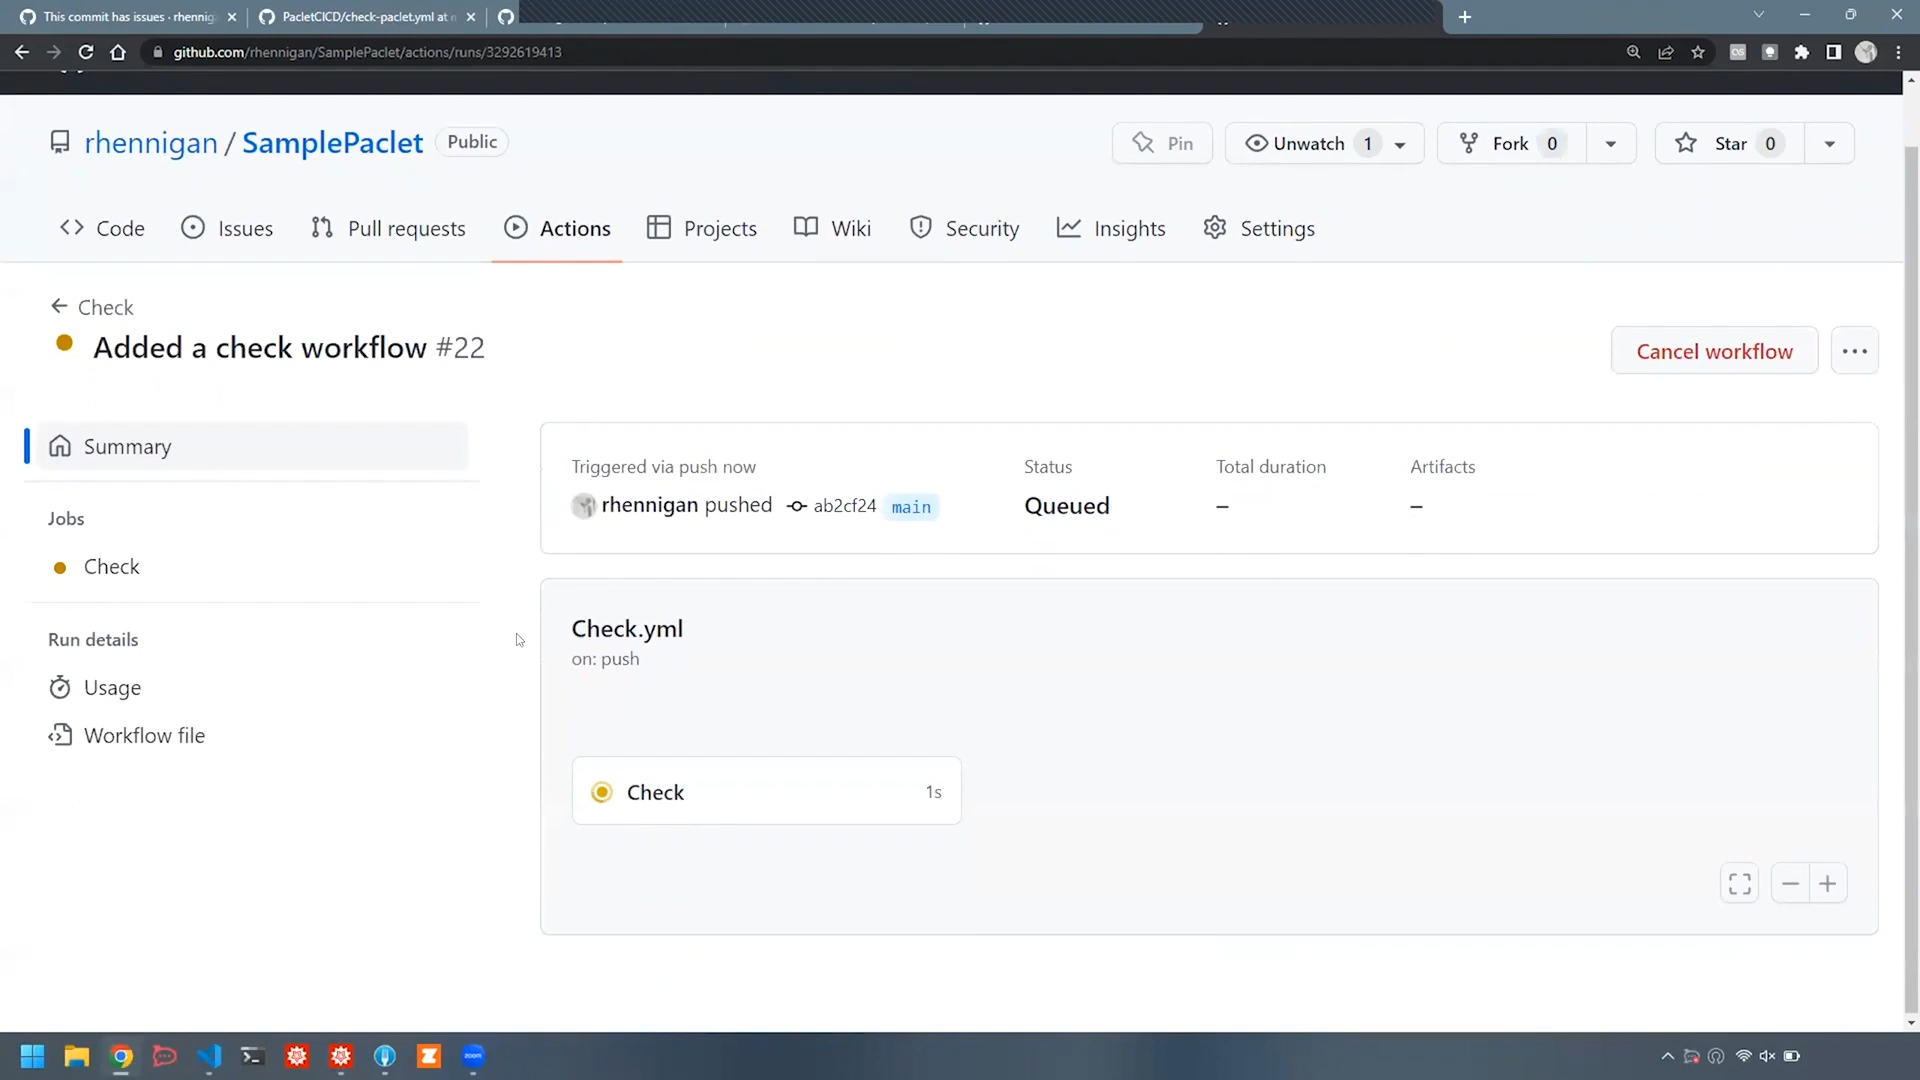 This commit has issues · rhennig
PacletCICD/check-paclet.yml at
github.com/rhennigan/SamplePaclet/actions/runs/3292619413
rhennigan / SamplePaclet Public
Pin
Unwatch 1
Fork 0
Star 0
Code
Issues
Pull requests
Actions
Projects
Wiki
Security
Insights
Settings
Check
Added a check workflow #22
Cancel workflow
Summary
Jobs
Check
Run details
Usage
Workflow file
Triggered via push now
rhennigan pushed ab2cf24 main
Status
Queued
Total duration
–
Artifacts
–
Check.yml
on: push
Check 1s
zoom